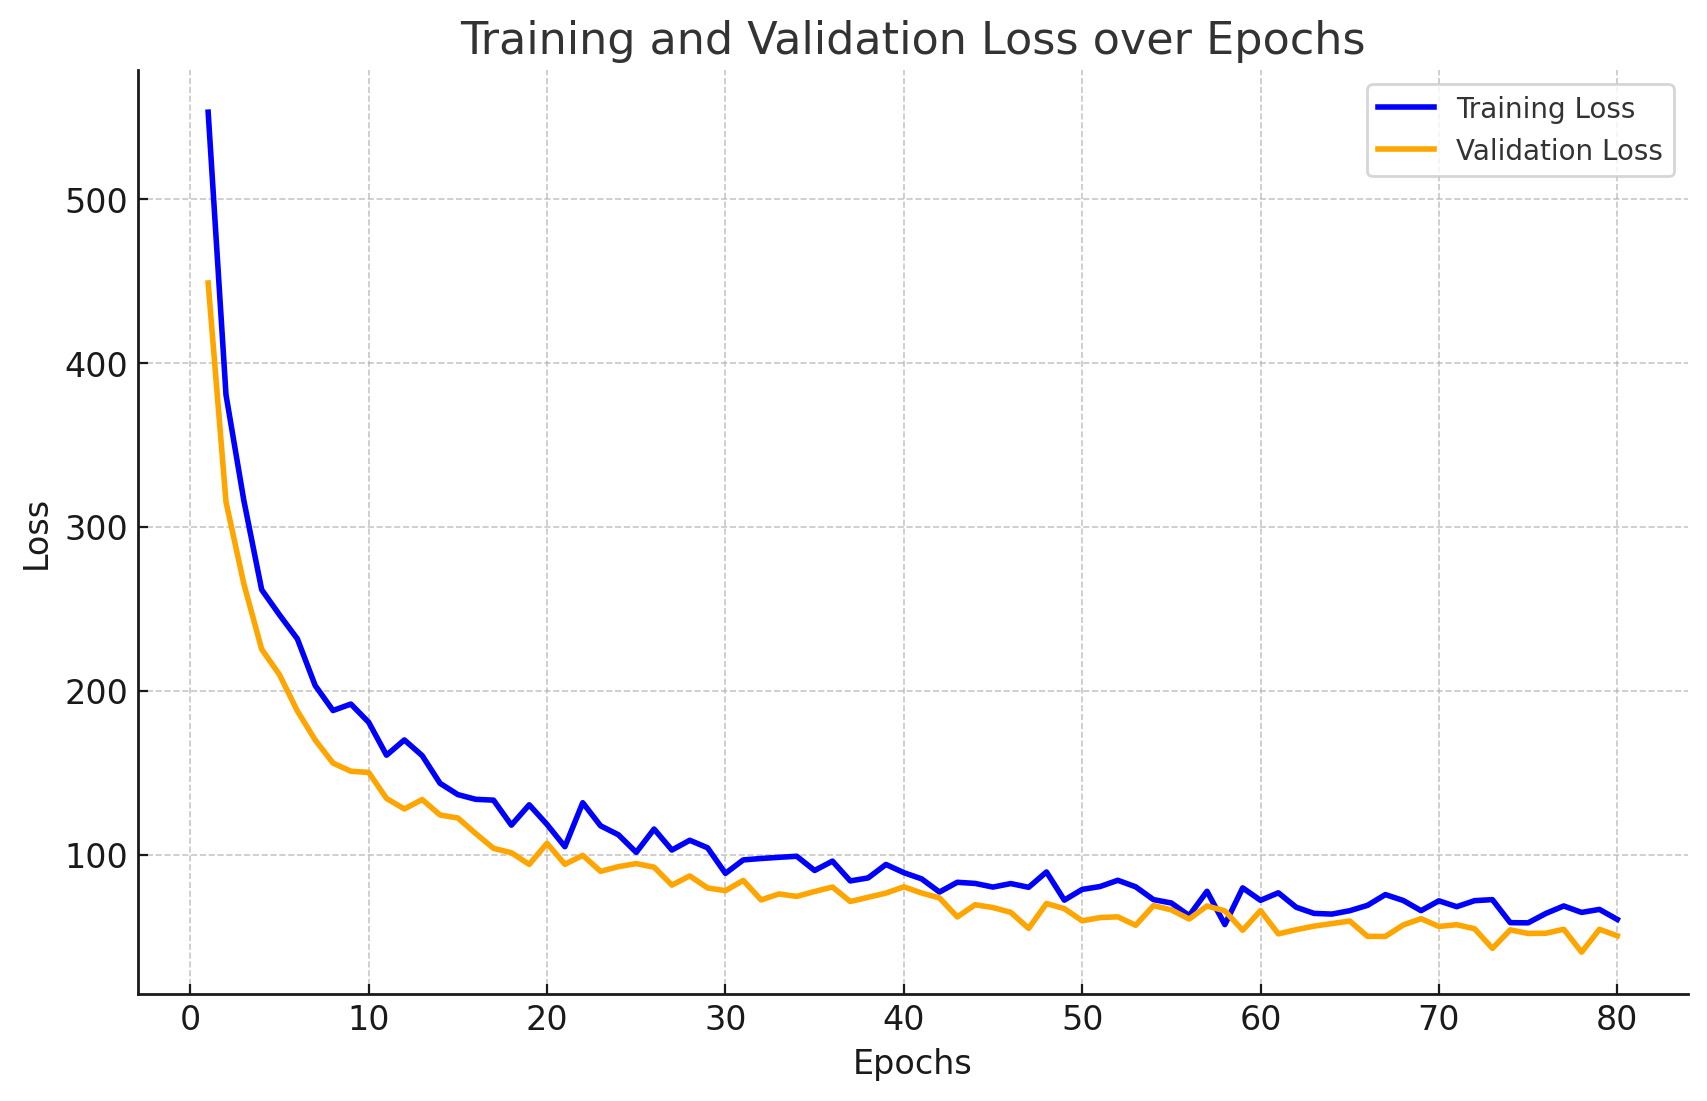 Training and Validation Loss over Epochs
Training Loss
Validation Loss
500
400
300
200
100
Loss
0 10 20 30 40 50 60 70 80
Epochs